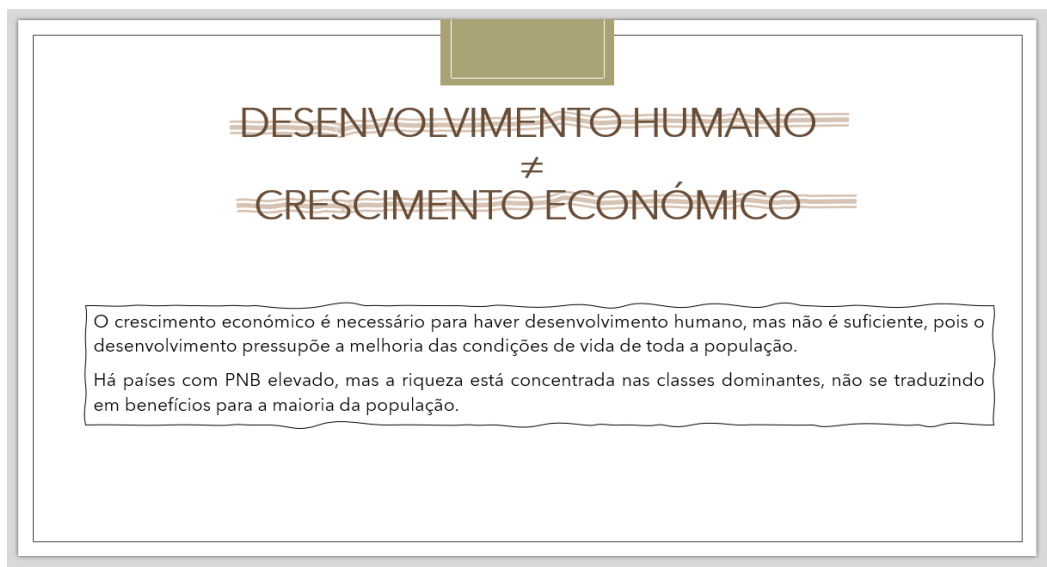 DESENVOLVIMENTO HUMANO
≠
CRESCIMENTO ECONÓMICO
O crescimento económico é necessário para haver desenvolvimento humano, mas não é suficiente, pois o
desenvolvimento pressupõe a melhoria das condições de vida de toda a população.
Há países com PNB elevado, mas a riqueza está concentrada nas classes dominantes, não se traduzindo
em benefícios para a maioria da população.